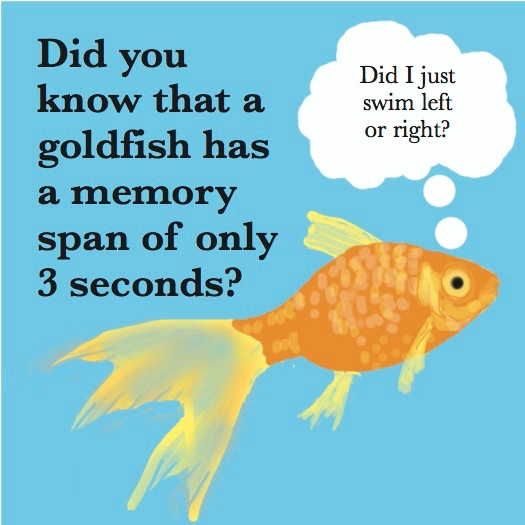 Did you
know that a
goldfish has
a memory
span of only
3 seconds?
Did I just
swim left
or right?